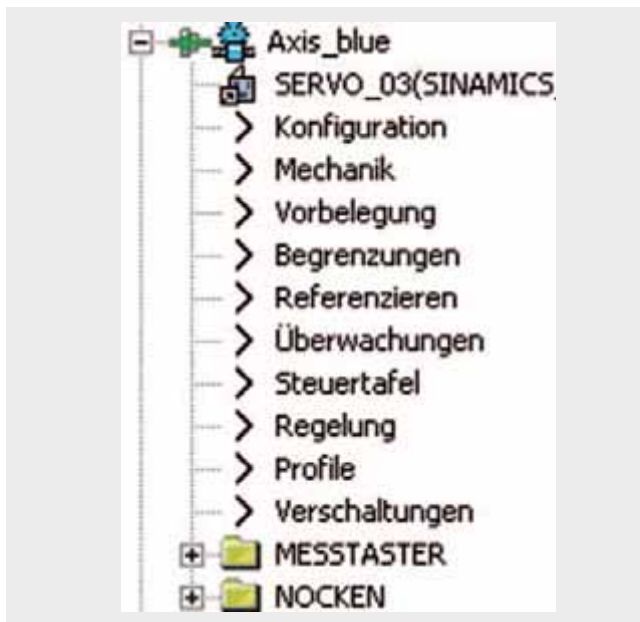 Axis_blue
SERVO_03(SINAMICS_
Konfiguration
Mechanik
Vorbelegung
Begrenzungen
Referenzieren
Überwachungen
Steuertafel
Regelung
Profile
Verschaltungen
MESSTASTER
NOCKEN